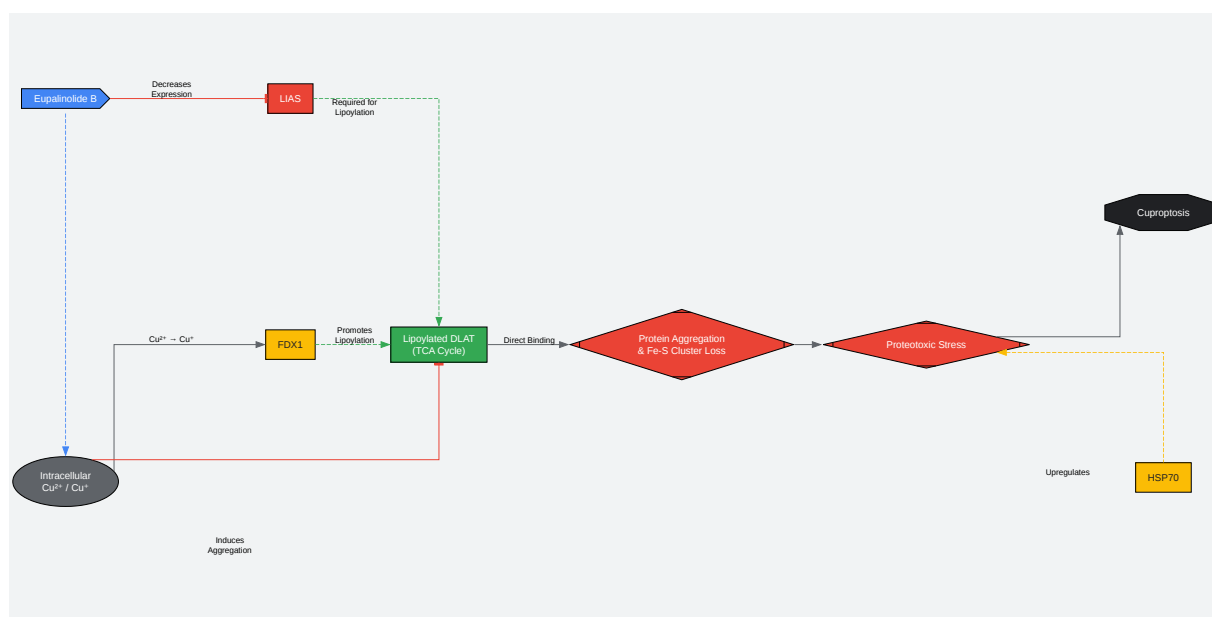 Decreases
Expression
Eupalinolide B
LIAS
Required for
Lipoylation
Cuproptosis
Cu²⁺ → Cu⁺
FDX1
Promotes
Lipoylation
Lipoylated DLAT
(TCA Cycle)
Direct Binding
Protein Aggregation
& Fe-S Cluster Loss
Proteotoxic Stress
Intracellular
Cu²⁺ / Cu⁺
Upregulates
HSP70
Induces
Aggregation